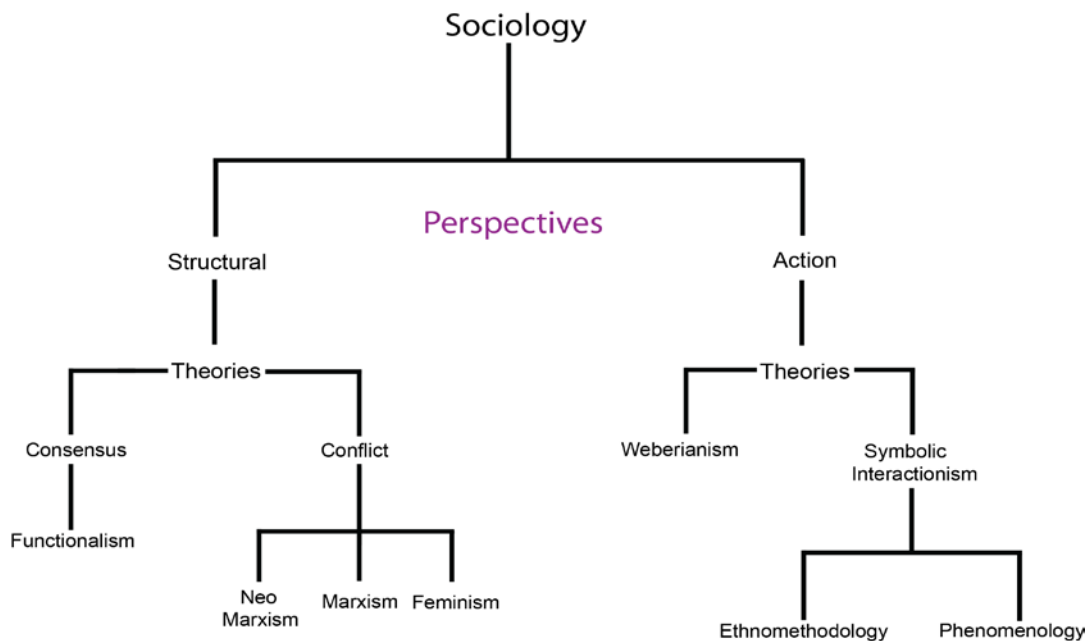 Sociology
Perspectives
Structural
Action
Theories
Theories
Consensus
Conflict
Weberianism
Symbolic
Interactionism
Functionalism
Neo
Marxism
Marxism
Feminism
Ethnomethodology
Phenomenology